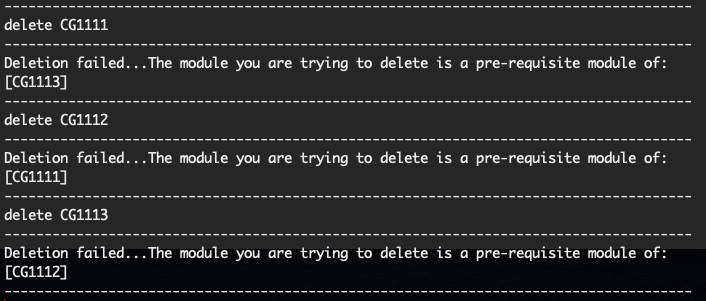 --------------------------------------------------------------------------------
delete CG1111
--------------------------------------------------------------------------------
Deletion failed...The module you are trying to delete is a pre-requisite module of:
[CG1113]
--------------------------------------------------------------------------------
delete CG1112
--------------------------------------------------------------------------------
Deletion failed...The module you are trying to delete is a pre-requisite module of:
[CG1111]
--------------------------------------------------------------------------------
delete CG1113
--------------------------------------------------------------------------------
Deletion failed...The module you are trying to delete is a pre-requisite module of:
[CG1112]
--------------------------------------------------------------------------------